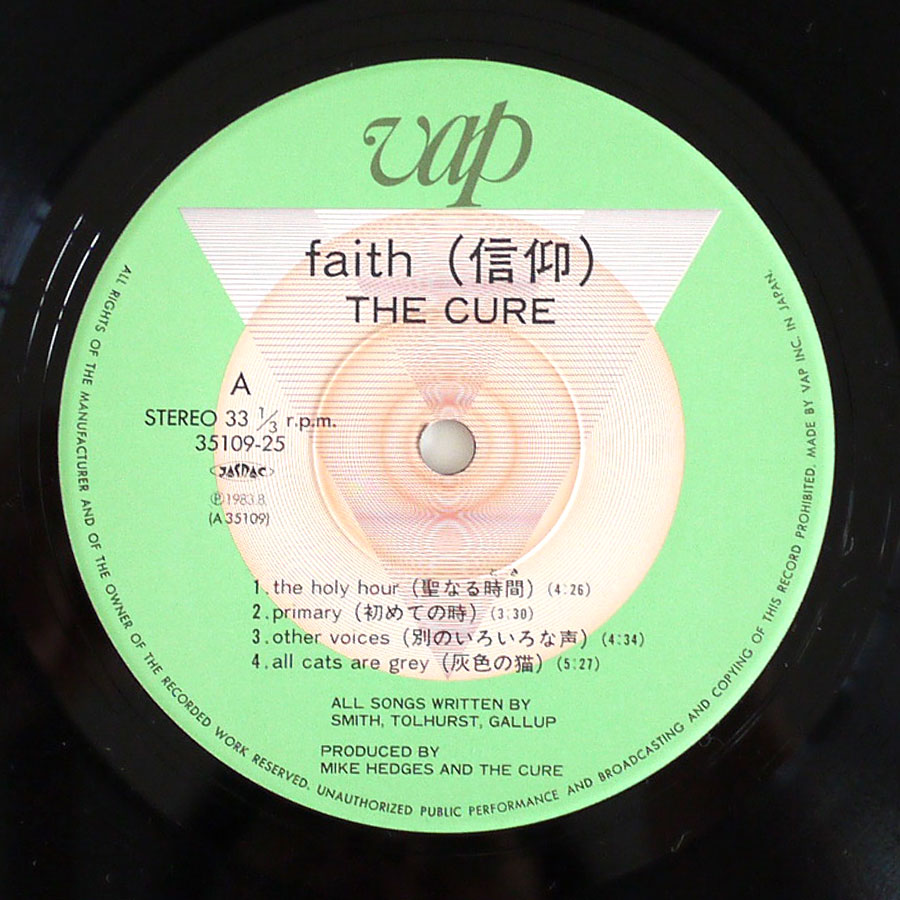 vap
faith (信仰)
THE CURE
A
STEREO 33 1/3 r.p.m.
35109-25
JASRAC
Ⓟ1983.8.
(A 35109)
とき
1.the holy hour (聖なる時間) (4:26)
2.primary (初めての時) (3:30)
3.other voices (別のいろいろな声) (4:34)
4.all cats are grey (灰色の猫) (5:27)
ALL SONGS WRITTEN BY
SMITH, TOLHURST, GALLUP
PRODUCED BY
MIKE HEDGES AND THE CURE
ALL RIGHTS OF THE MANUFACTURER AND OF THE OWNER OF THE RECORDED WORK RESERVED. UNAUTHORIZED PUBLIC PERFORMANCE AND BROADCASTING AND COPYING OF THIS RECORD PROHIBITED. MADE BY VAP INC. IN JAPAN.